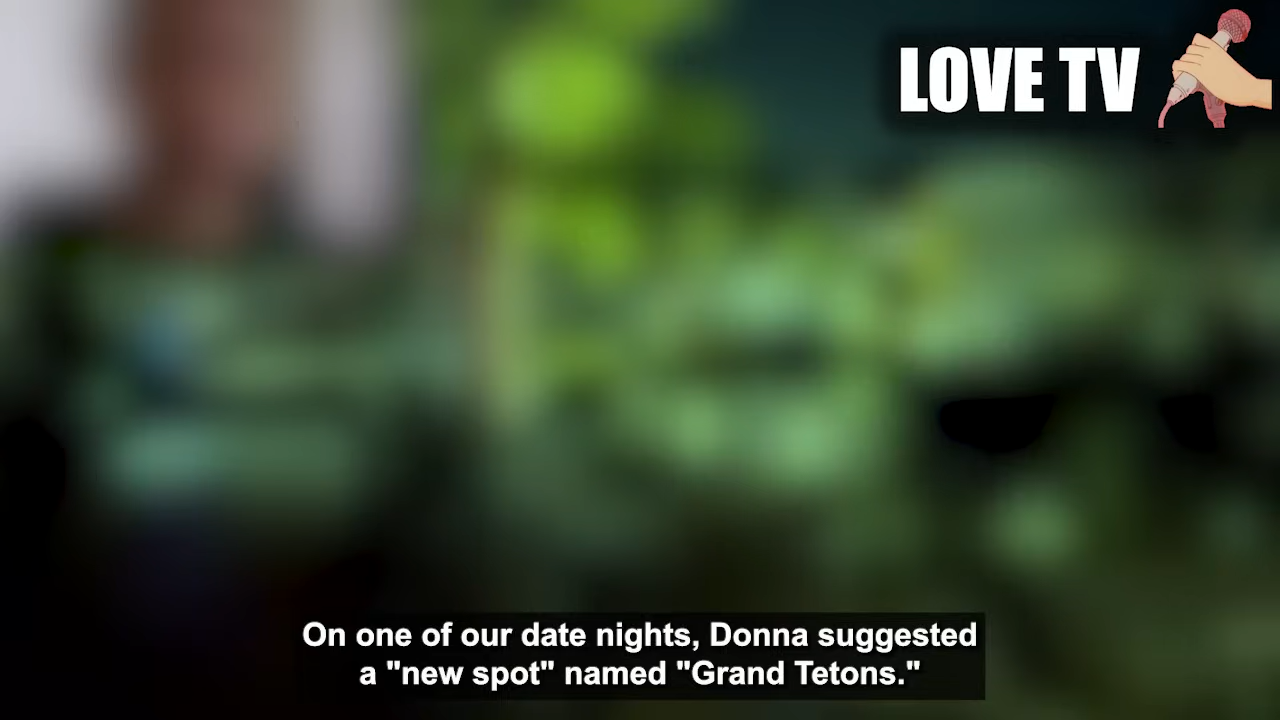 LOVE TV
On one of our date nights, Donna suggested
a "new spot" named "Grand Tetons."